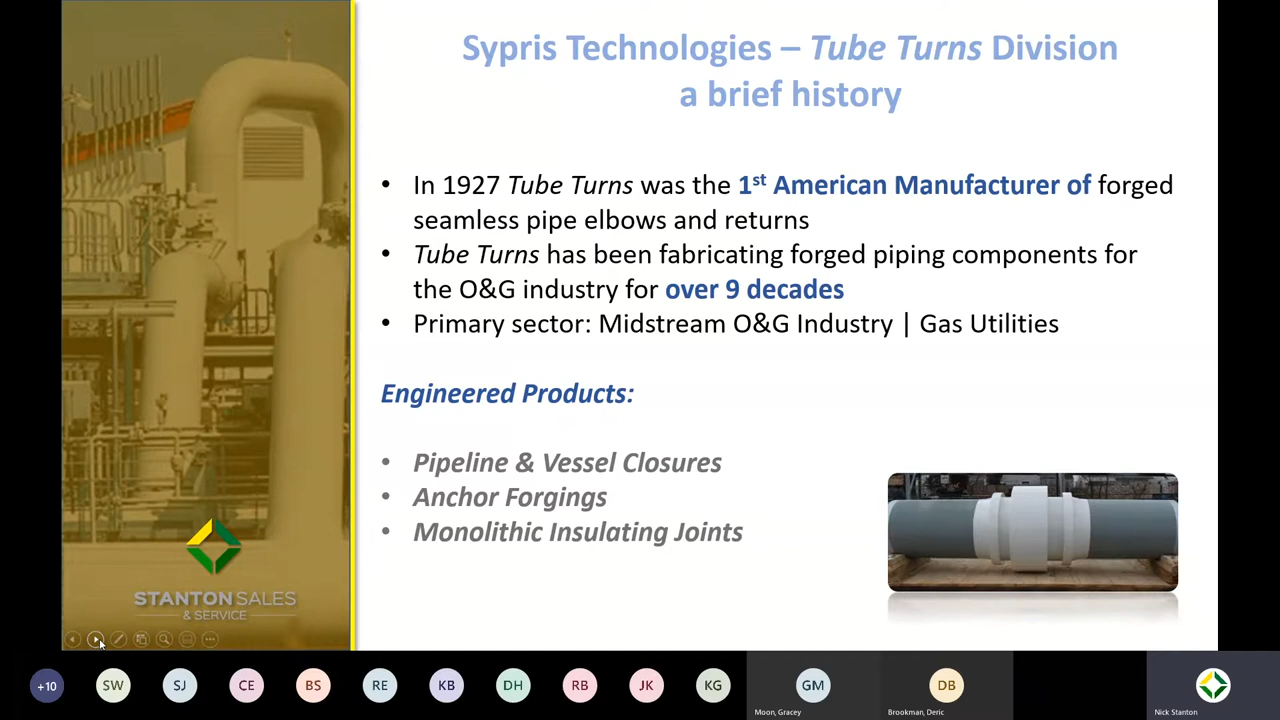 Sypris Technologies – Tube Turns Division
a brief history
• In 1927 Tube Turns was the 1st American Manufacturer of forged
seamless pipe elbows and returns
• Tube Turns has been fabricating forged piping components for
the O&G industry for over 9 decades
• Primary sector: Midstream O&G Industry | Gas Utilities
Engineered Products:
• Pipeline & Vessel Closures
• Anchor Forgings
• Monolithic Insulating Joints
STANTON SALES
& SERVICE
+10
SW
SJ
CE
BS
RE
KB
DH
RB
JK
KG
GM
Moon, Gracey
DB
Brookman, Deric
Nick Stanton